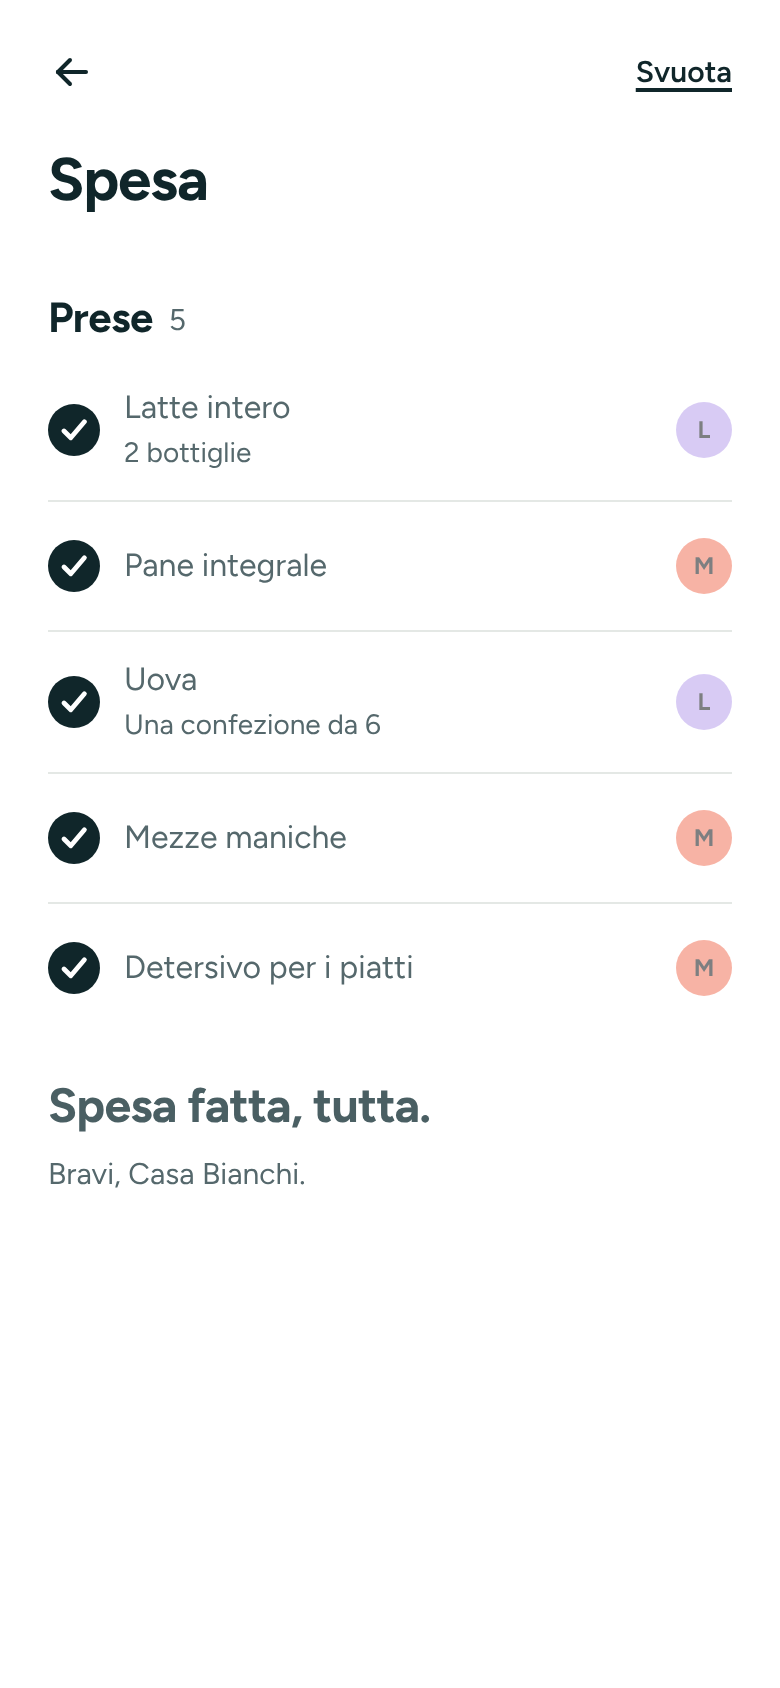 Svuota
Spesa
Prese 5
Latte intero
2 bottiglie
L
Pane integrale
M
Uova
Una confezione da 6
L
Mezze maniche
M
Detersivo per i piatti
M
Spesa fatta, tutta.
Bravi, Casa Bianchi.